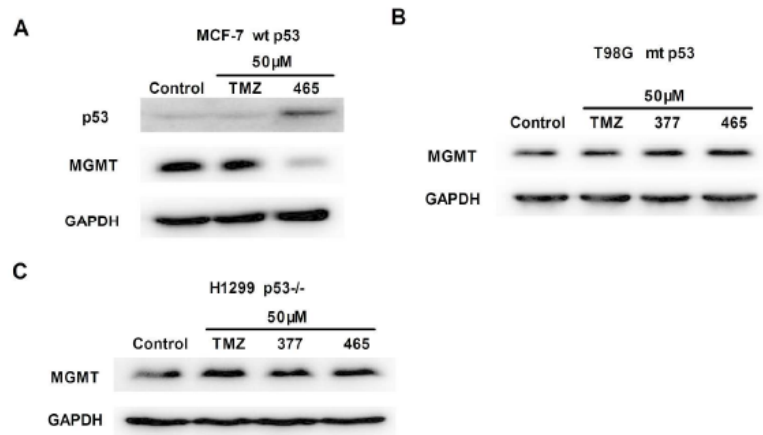 A
MCF-7 wt p53
50μM
Control TMZ 465
p53
MGMT
GAPDH
B
T98G mt p53
50μM
Control TMZ 377 465
MGMT
GAPDH
C
H1299 p53-/-
50μM
Control TMZ 377 465
MGMT
GAPDH